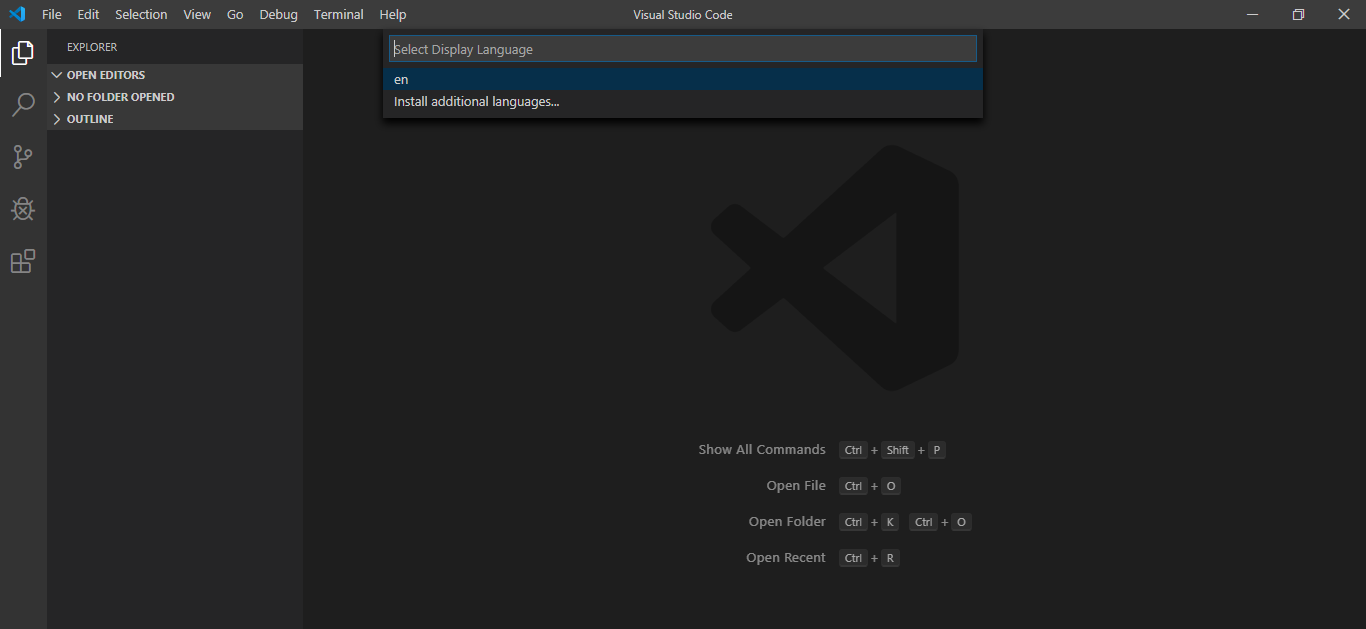 File Edit Selection View Go Debug Terminal Help Visual Studio Code
EXPLORER
OPEN EDITORS
NO FOLDER OPENED
OUTLINE
Select Display Language
en
Install additional languages...
Show All Commands Ctrl + Shift + P
Open File Ctrl + O
Open Folder Ctrl + K Ctrl + O
Open Recent Ctrl + R